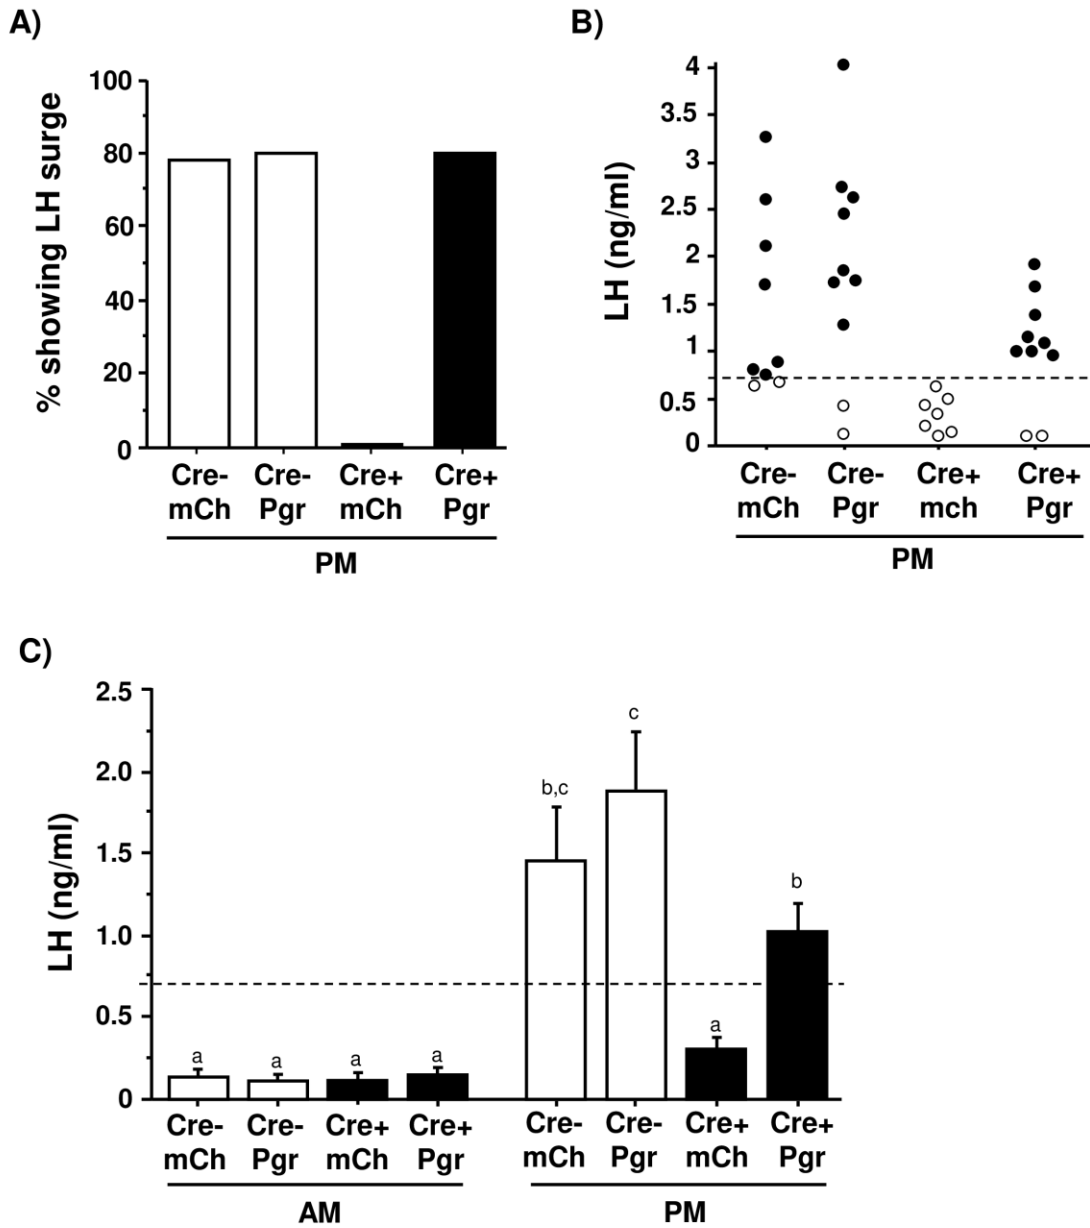 A)
% showing LH surge
100
80
60
40
20
0
Cre- Cre- Cre+ Cre+
mCh Pgr mCh Pgr
PM
B)
LH (ng/ml)
4
3.5
3
2.5
2
1.5
1
0.5
0
Cre- Cre- Cre+ Cre+
mCh Pgr mch Pgr
PM
C)
LH (ng/ml)
2.5
2.0
1.5
1.0
0.5
0
a a a a b,c c a b
Cre- Cre- Cre+ Cre+ Cre- Cre- Cre+ Cre+
mCh Pgr mCh Pgr mCh Pgr mCh Pgr
AM PM